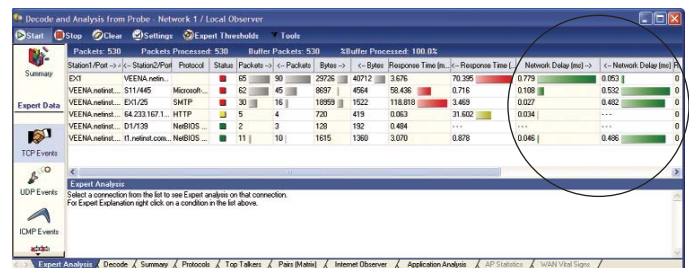 Decode and Analysis from Probe - Network 1 / Local Observer
Start Stop Clear Settings Expert Thresholds Tools
Packets: 530 Packets Processed: 530 Buffer Packets: 530 %Buffer Processed: 100.0%
Station1/Port -> <- Station2/Port Protocol Status Packets -> <- Packets Bytes -> <- Bytes Response Time (m... <- Response Time (... Network Delay (ms) -> <- Network Delay (ms)
EX1 VEENA.netin... 65 90 29726 40712 3.676 70.395 0.779 0.053 0
VEENA.netinst... S11/445 Microsoft-... 62 45 8697 4564 58.436 0.716 0.108 0.532 0
VEENA.netinst... EX1/25 SMTP 30 16 18959 1522 118.818 3.469 0.027 0.482 0
VEENA.netinst... 64.233.167.1... HTTP 5 4 720 419 0.063 31.602 0.034 --- 0
VEENA.netinst... D1/139 NetBIOS ... 2 3 128 192 0.484 --- --- --- 0
VEENA.netinst... t1.netinst.com... NetBIOS ... 11 10 1615 1360 3.070 0.878 0.046 0.486 0
Summary
Expert Data
TCP Events
UDP Events
ICMP Events
Expert Analysis
Select a connection from the list to see Expert analysis on that connection.
For Expert Explanation right click on a condition in the list above.
Expert Analysis Decode Summary Protocols Top Talkers Pairs (Matrix) Internet Observer Application Analysis AP Statistics WAN Vital Signs